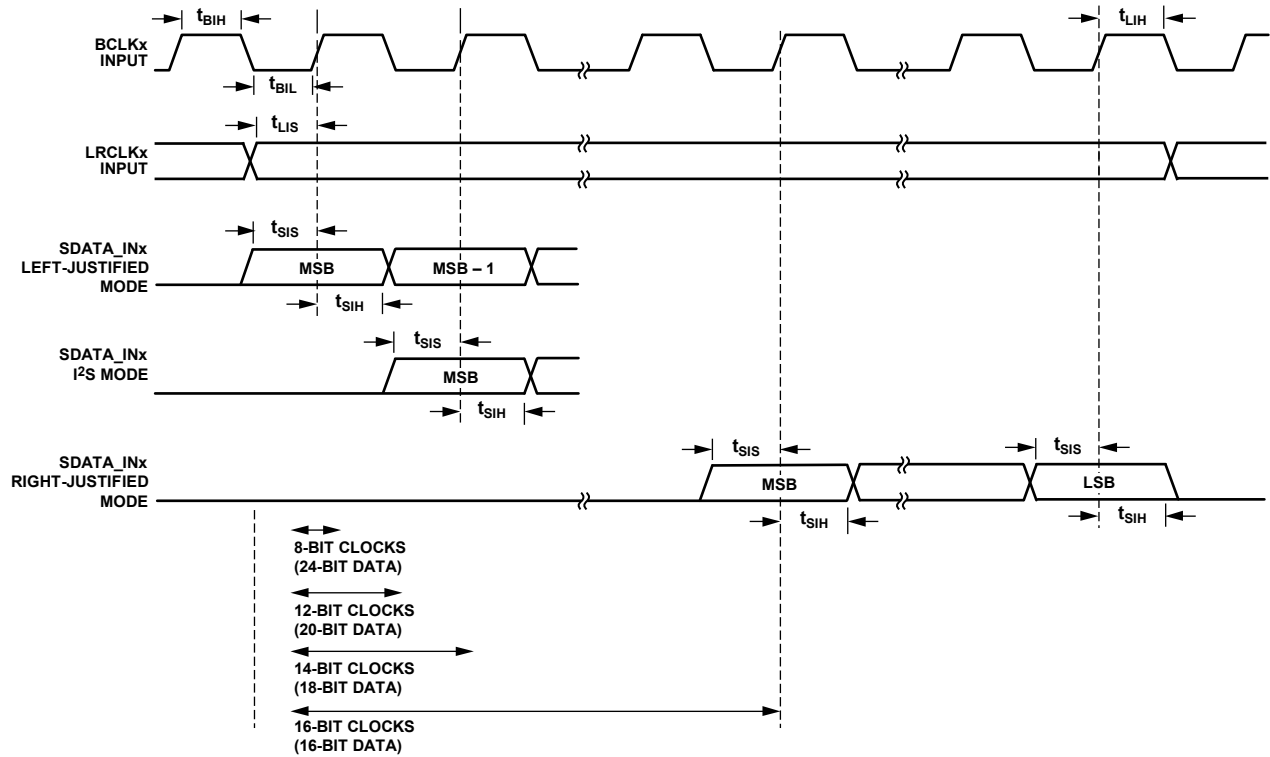 tBIH
tLIH
BCLKx
INPUT
tBIL
tLIS
LRCLKx
INPUT
tSIS
SDATA_INx
LEFT-JUSTIFIED
MODE
MSB
MSB – 1
tSIH
tSIS
SDATA_INx
I2S MODE
MSB
tSIH
tSIS
tSIS
SDATA_INx
RIGHT-JUSTIFIED
MODE
MSB
LSB
tSIH
tSIH
8-BIT CLOCKS
(24-BIT DATA)
12-BIT CLOCKS
(20-BIT DATA)
14-BIT CLOCKS
(18-BIT DATA)
16-BIT CLOCKS
(16-BIT DATA)